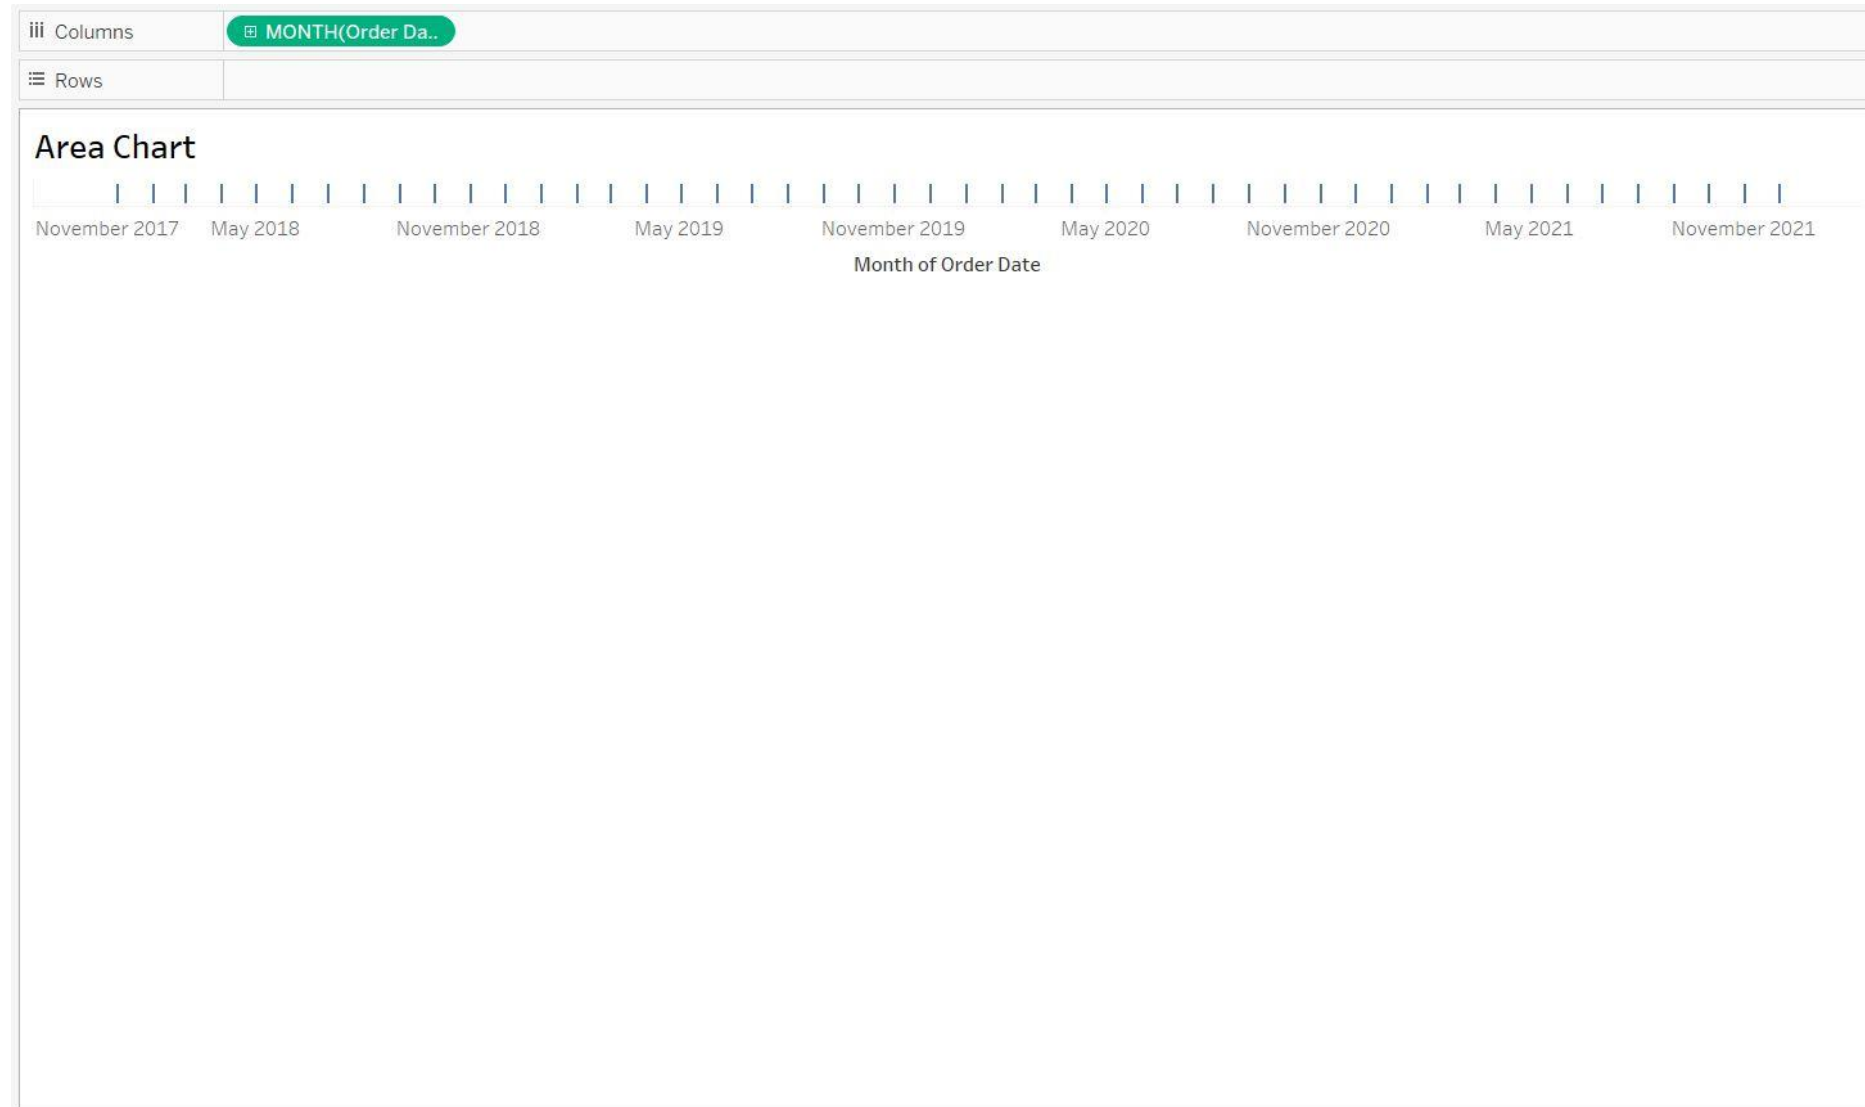 Columns
MONTH(Order Da..
Rows
Area Chart
November 2017 May 2018 November 2018 May 2019 November 2019 May 2020 November 2020 May 2021 November 2021
Month of Order Date